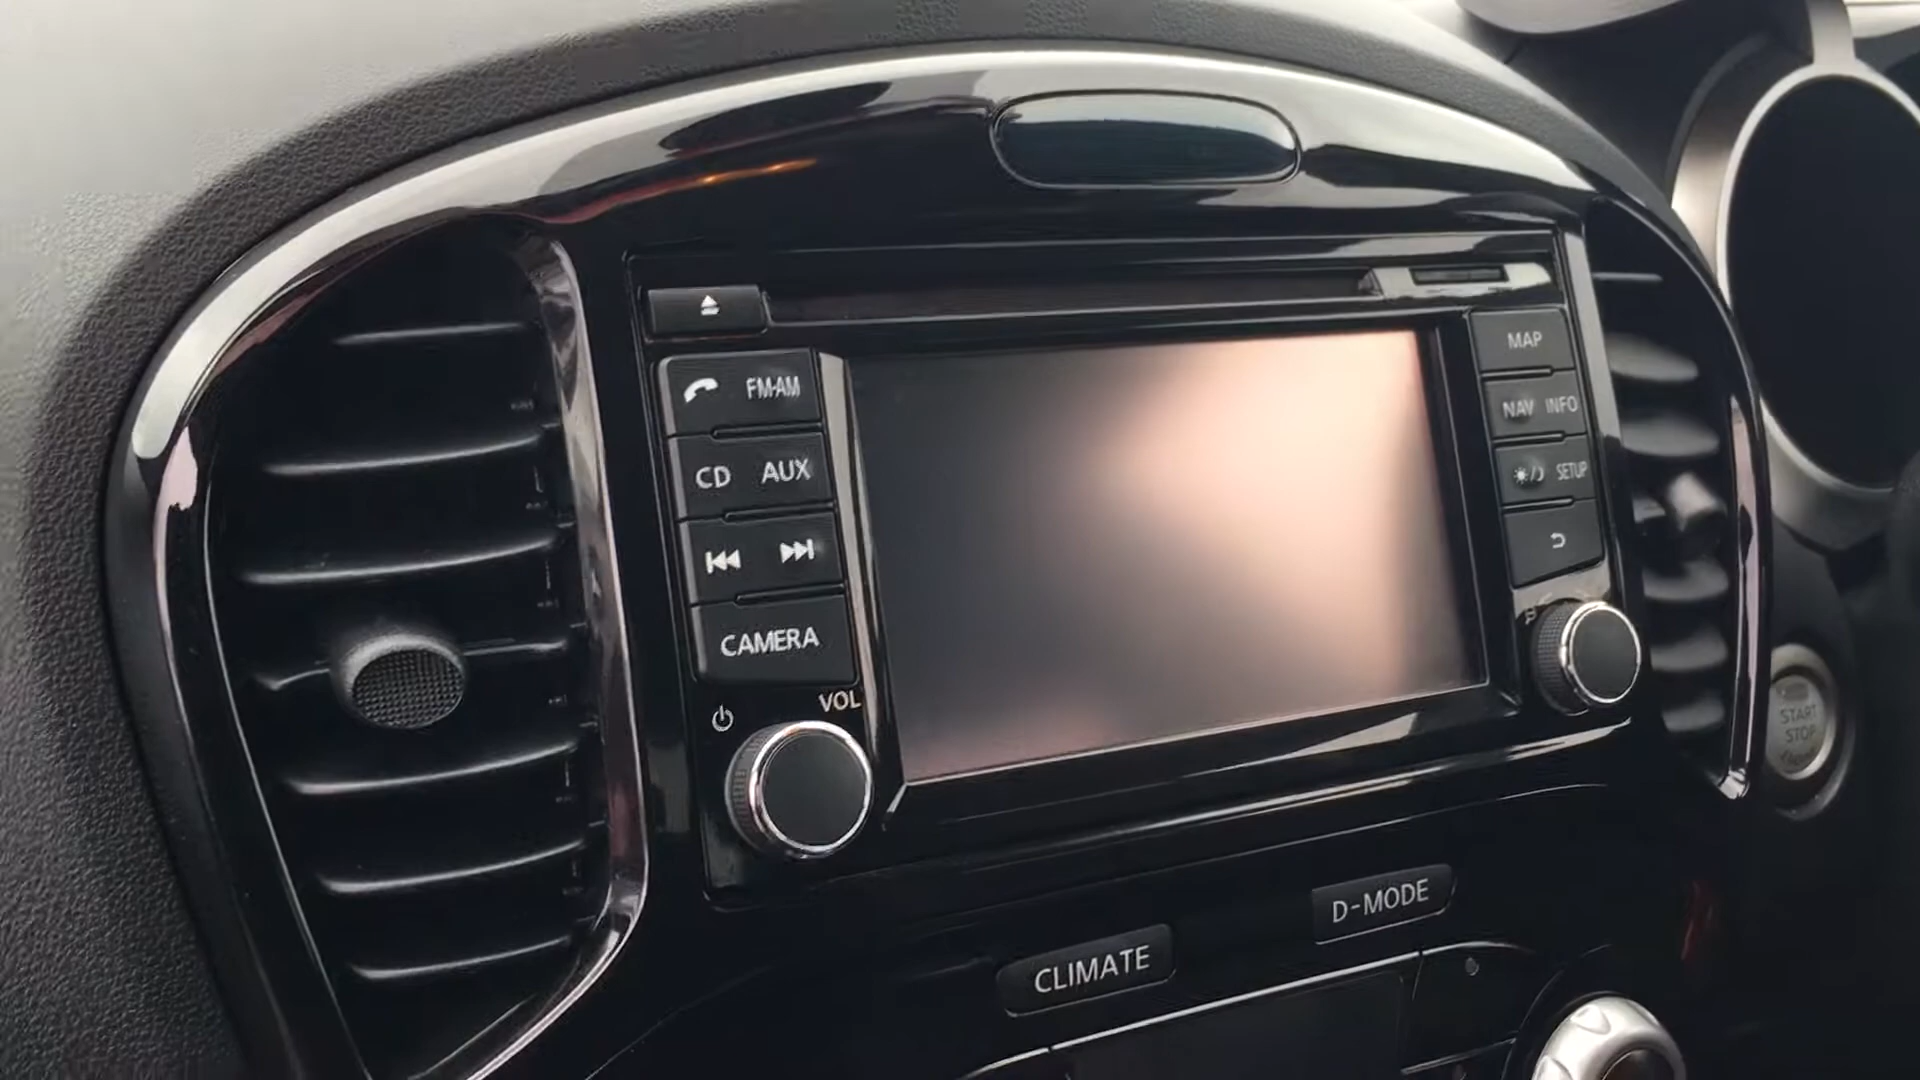 FM·AM
CD AUX
CAMERA
VOL
MAP
NAV INFO
SETUP
START
STOP
D-MODE
CLIMATE